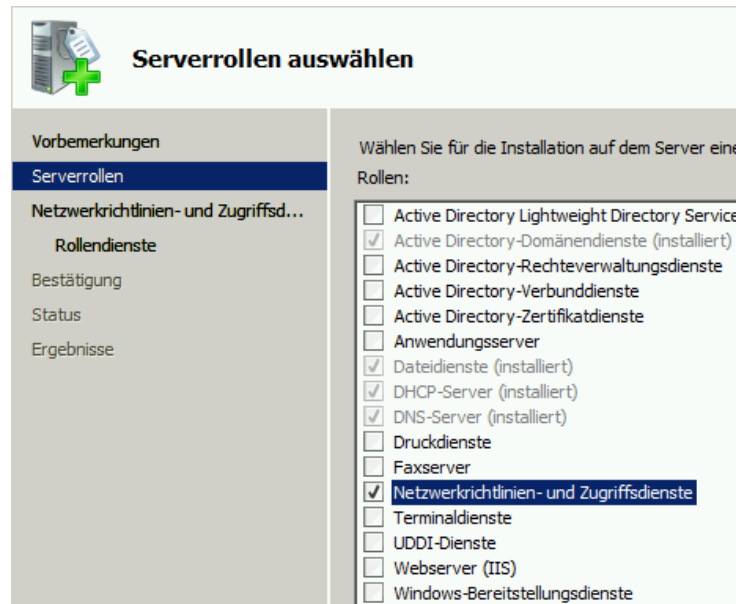 Serverrollen auswählen
Vorbemerkungen
Serverrollen
Netzwerkrichtlinien- und Zugriffsd...
Rollendienste
Bestätigung
Status
Ergebnisse
Wählen Sie für die Installation auf dem Server eine
Rollen:
Active Directory Lightweight Directory Service
Active Directory-Domänendienste (installiert)
Active Directory-Rechteverwaltungsdienste
Active Directory-Verbunddienste
Active Directory-Zertifikatdienste
Anwendungsserver
Dateidienste (installiert)
DHCP-Server (installiert)
DNS-Server (installiert)
Druckdienste
Faxserver
Netzwerkrichtlinien- und Zugriffsdienste
Terminaldienste
UDDI-Dienste
Webserver (IIS)
Windows-Bereitstellungsdienste